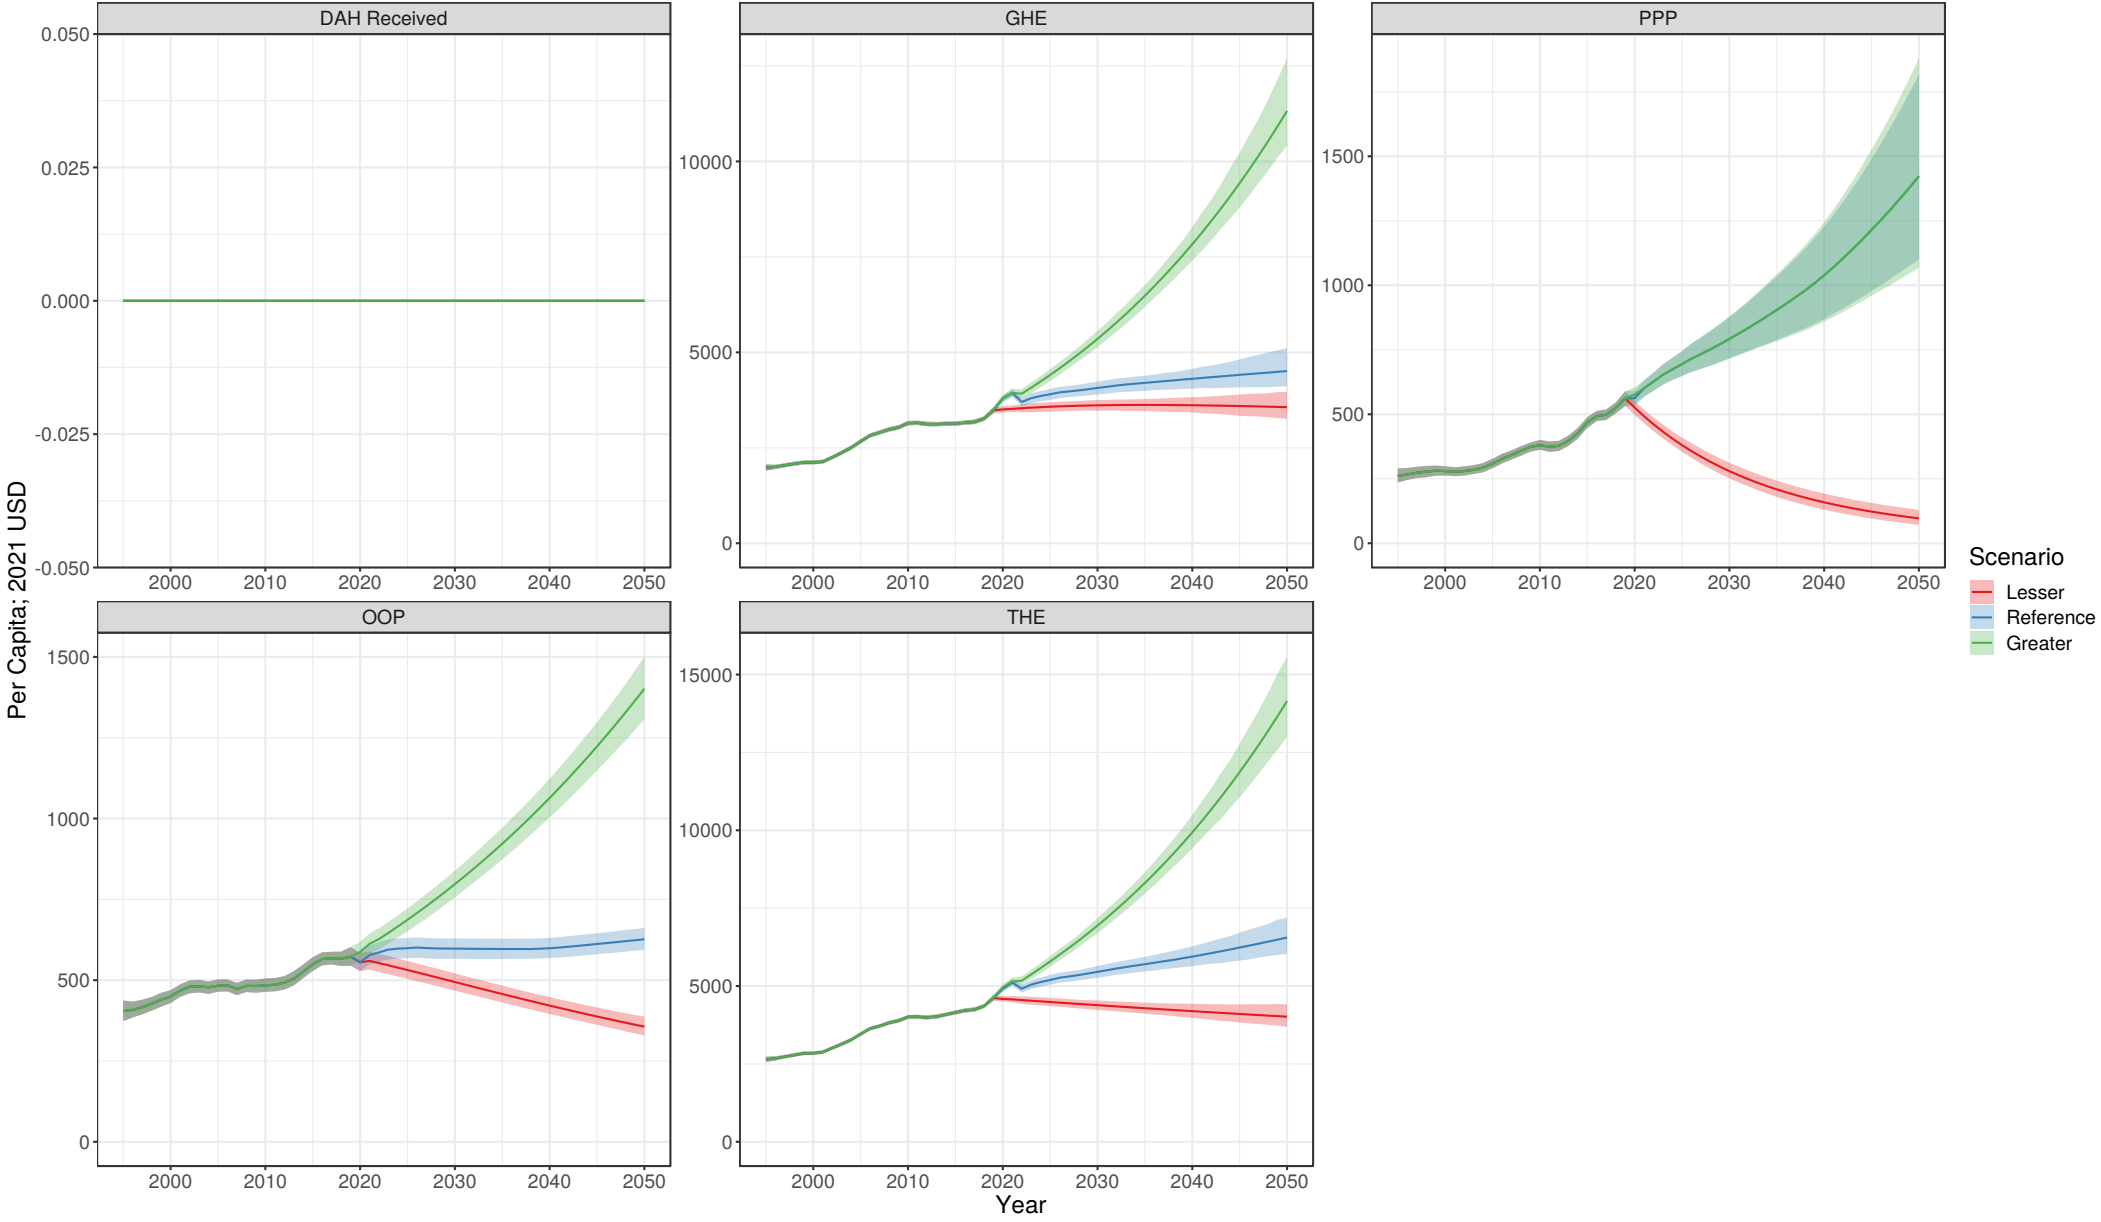 DAH Received
GHE
PPP
0.050
0.025
0.000
-0.025
-0.050
10000
5000
0
1500
1000
500
0
2000 2010 2020 2030 2040 2050
2000 2010 2020 2030 2040 2050
2000 2010 2020 2030 2040 2050
Per Capita; 2021 USD
OOP
THE
1500
1000
500
0
15000
10000
5000
0
2000 2010 2020 2030 2040 2050
2000 2010 2020 2030 2040 2050
Year
Scenario
Lesser
Reference
Greater